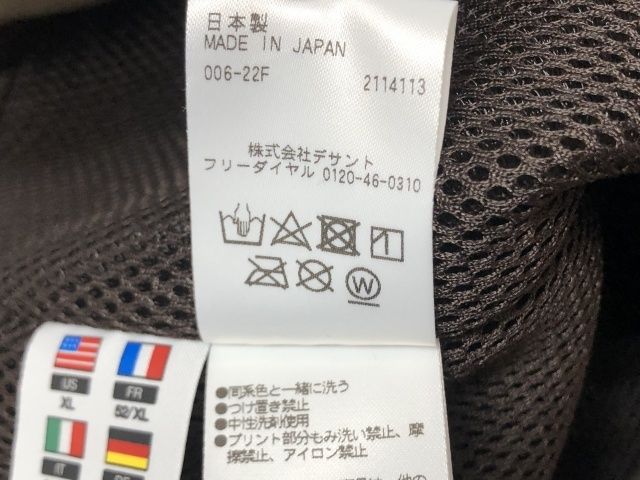 日本製
MADE IN JAPAN
006-22F 2114113
株式会社デサント
フリーダイヤル 0120-46-0310
W
US
XL
FR
52/XL
IT
●同系色と一緒に洗う
●つけ置き禁止
●中性洗剤使用
●プリント部分もみ洗い禁止、摩
擦禁止、アイロン禁止